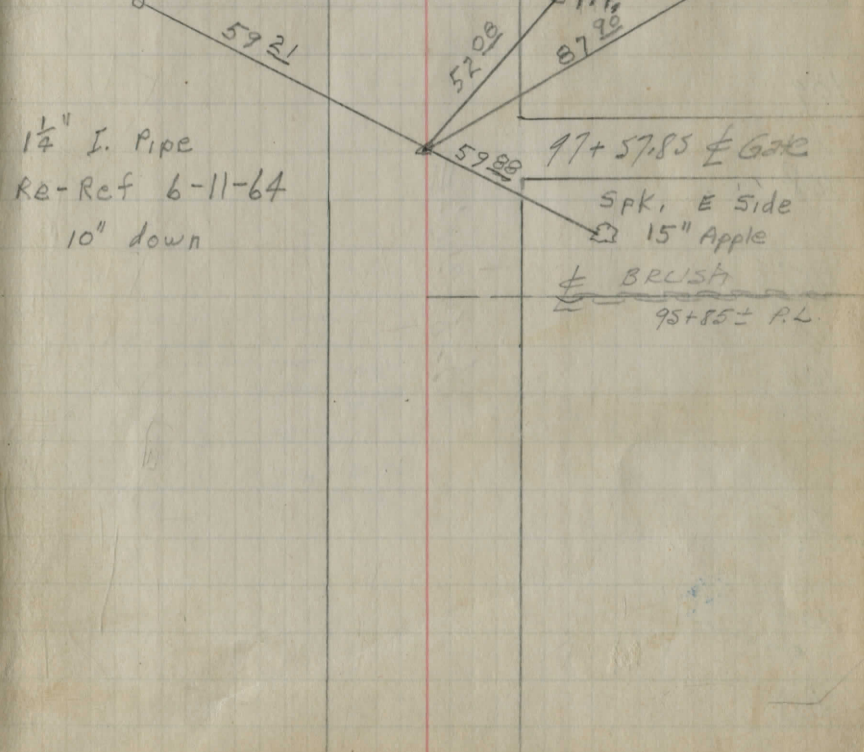 59 21
52 08
87 90
1¼" I. Pipe
Re-Ref 6-11-64
10" down
59 88
97+57.85 ℄ Gate
Spk. E Side
15" Apple
℄ BRUSH
95+85± P.L.